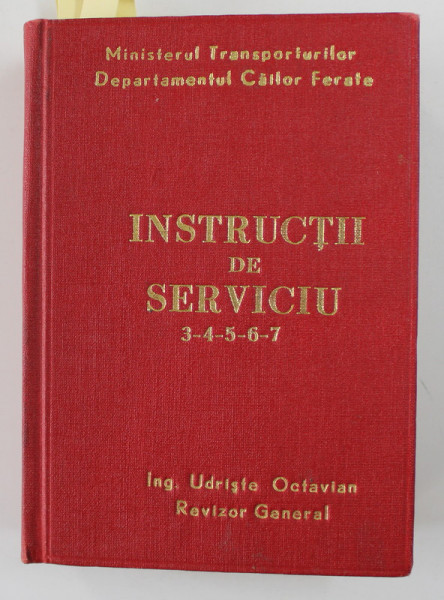 Ministerul Transporturilor
Departamentul Căilor Ferate
INSTRUCȚII
DE
SERVICIU
3-4-5-6-7
Ing. Udriște Octavian
Revizor General